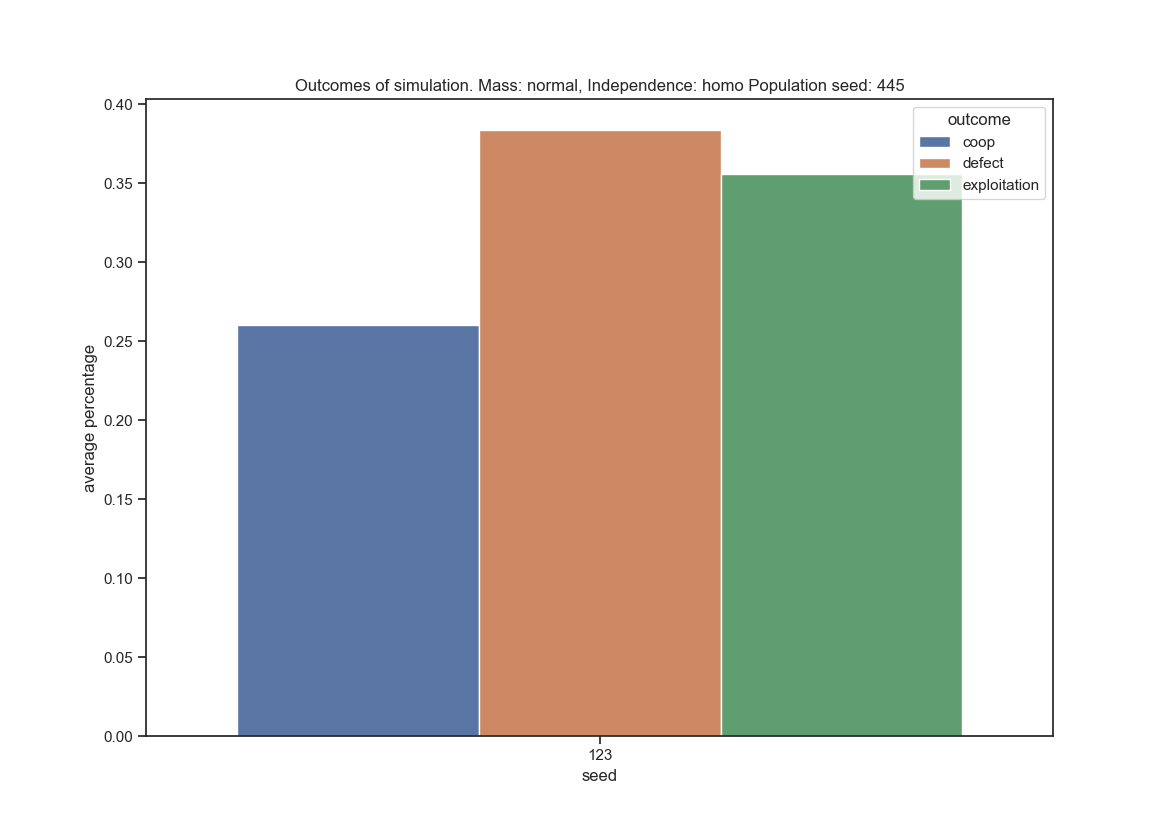 Outcomes of simulation. Mass: normal, Independence: homo Population seed: 445
outcome
coop
defect
exploitation
0.40
0.35
0.30
0.25
0.20
0.15
0.10
0.05
0.00
average percentage
123
seed